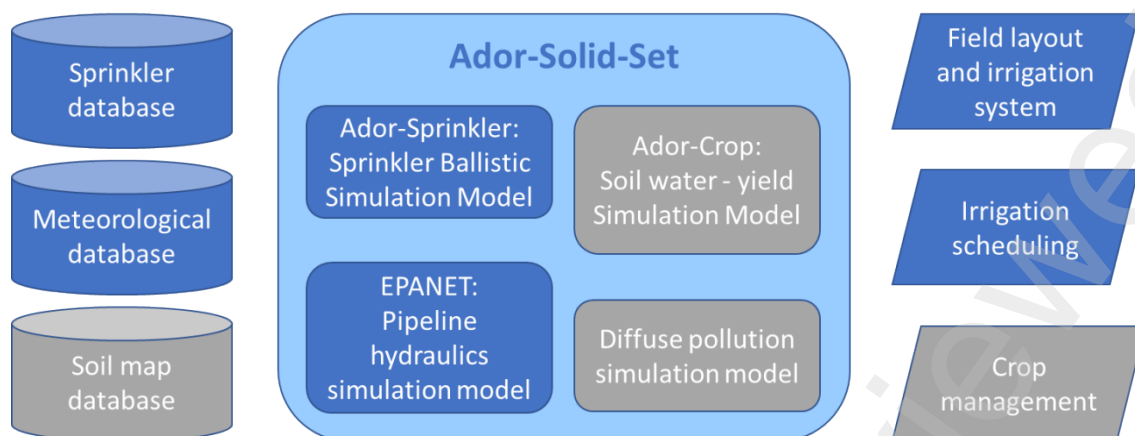 Sprinkler
database
Meteorological
database
Soil map
database
Ador-Solid-Set
Ador-Sprinkler:
Sprinkler Ballistic
Simulation Model
Ador-Crop:
Soil water - yield
Simulation Model
EPANET:
Pipeline
hydraulics
simulation model
Diffuse pollution
simulation model
Field layout
and irrigation
system
Irrigation
scheduling
Crop
management